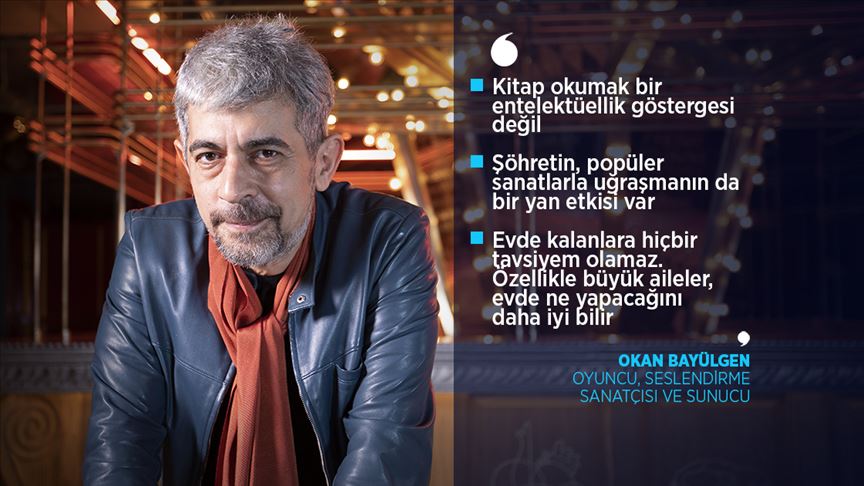 Kitap okumak bir
entelektüellik göstergesi
değil
Şöhretin, popüler
sanatlarla uğraşmanın da
bir yan etkisi var
Evde kalanlara hiçbir
tavsiyem olamaz.
Özellikle büyük aileler,
evde ne yapacağını
daha iyi bilir
OKAN BAYÜLGEN
OYUNCU, SESLENDİRME
SANATÇISI VE SUNUCU